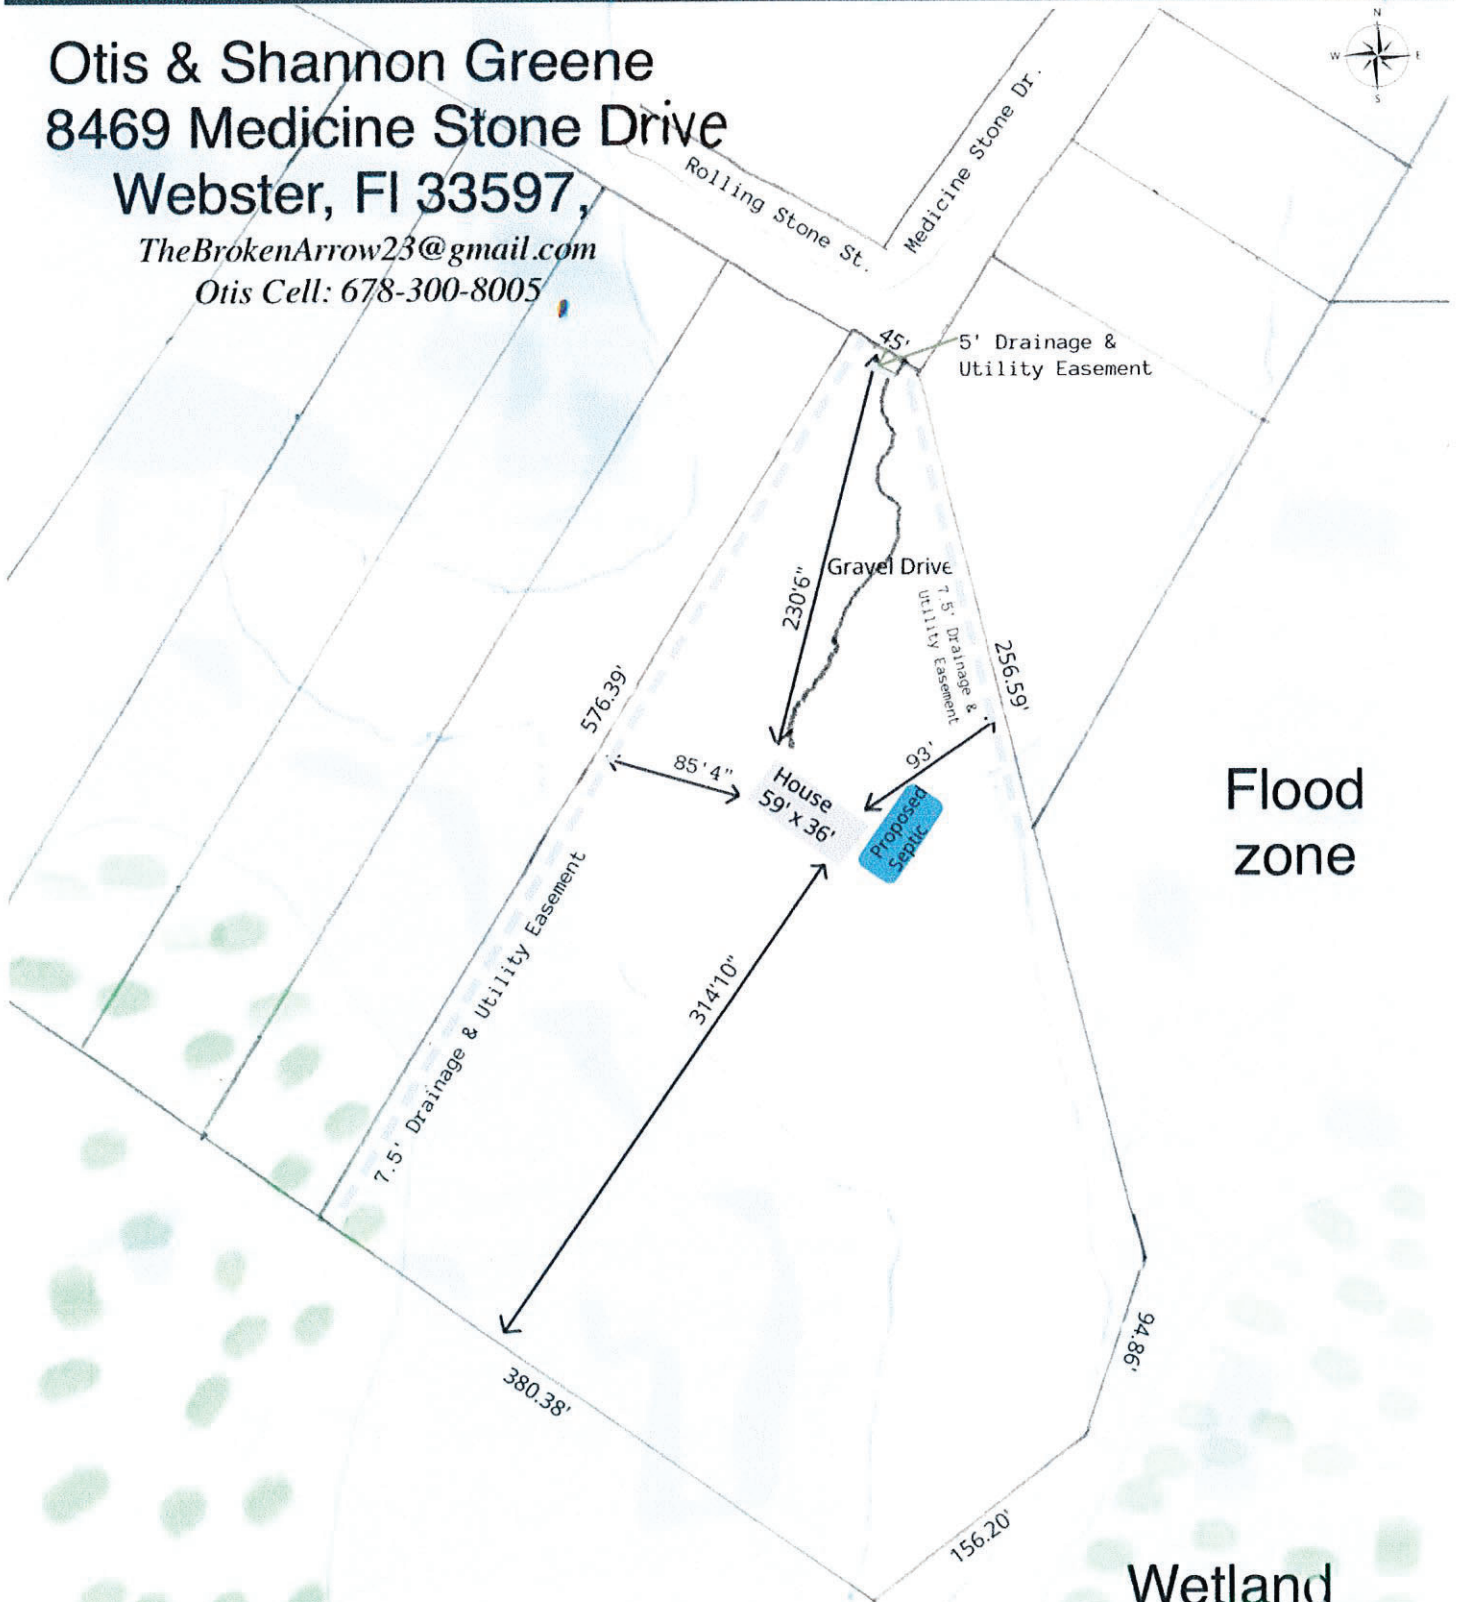 Otis & Shannon Greene
8469 Medicine Stone Drive
Webster, Fl 33597,
TheBrokenArrow23@gmail.com
Otis Cell: 678-300-8005
N
W E
S
Rolling Stone St.
Medicine Stone Dr.
45'
5' Drainage &
Utility Easement
230'6"
Gravel Drive
7.5' Drainage &
Utility Easement
256.59'
576.39'
85'4"
93'
House
59' x 36'
Proposed
Septic
Flood
zone
7.5' Drainage & Utility Easement
314'10"
380.38'
94.86'
156.20'
Wetland